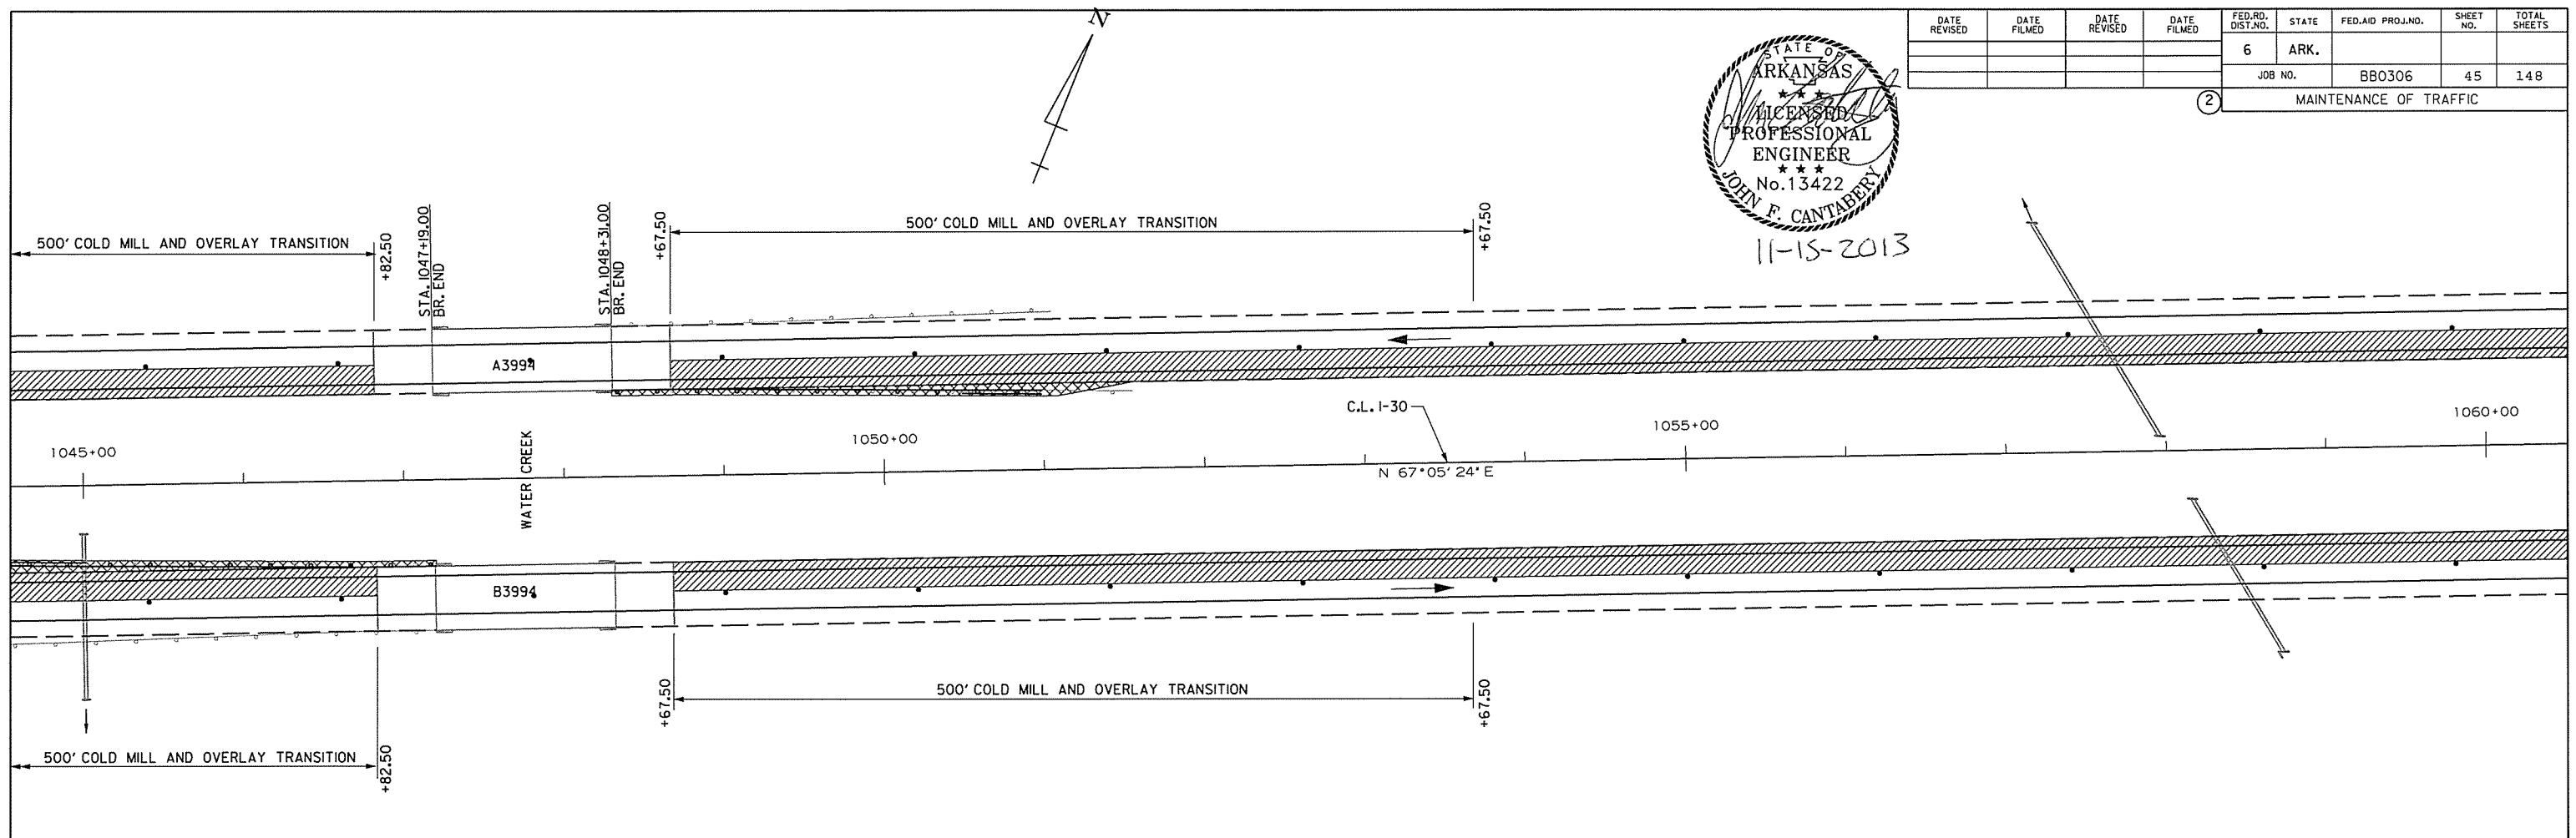 N
DATE REVISED
DATE FILMED
DATE REVISED
DATE FILMED
FED.RD. DIST.NO.
STATE
FED.AID PROJ.NO.
SHEET NO.
TOTAL SHEETS
6
ARK.
JOB NO.
BB0306
45
148
2
MAINTENANCE OF TRAFFIC
STATE OF
ARKANSAS
★ ★ ★
LICENSED
PROFESSIONAL
ENGINEER
★ ★ ★
No.13422
JOHN F. CANTABERY
11-15-2013
500' COLD MILL AND OVERLAY TRANSITION
+82.50
STA. 1047+19.00
BR. END
STA. 1048+31.00
BR. END
+67.50
500' COLD MILL AND OVERLAY TRANSITION
+67.50
A3994
C.L. I-30
1045+00
1050+00
1055+00
1060+00
WATER CREEK
N 67°05'24" E
B3994
+67.50
500' COLD MILL AND OVERLAY TRANSITION
+67.50
500' COLD MILL AND OVERLAY TRANSITION
+82.50